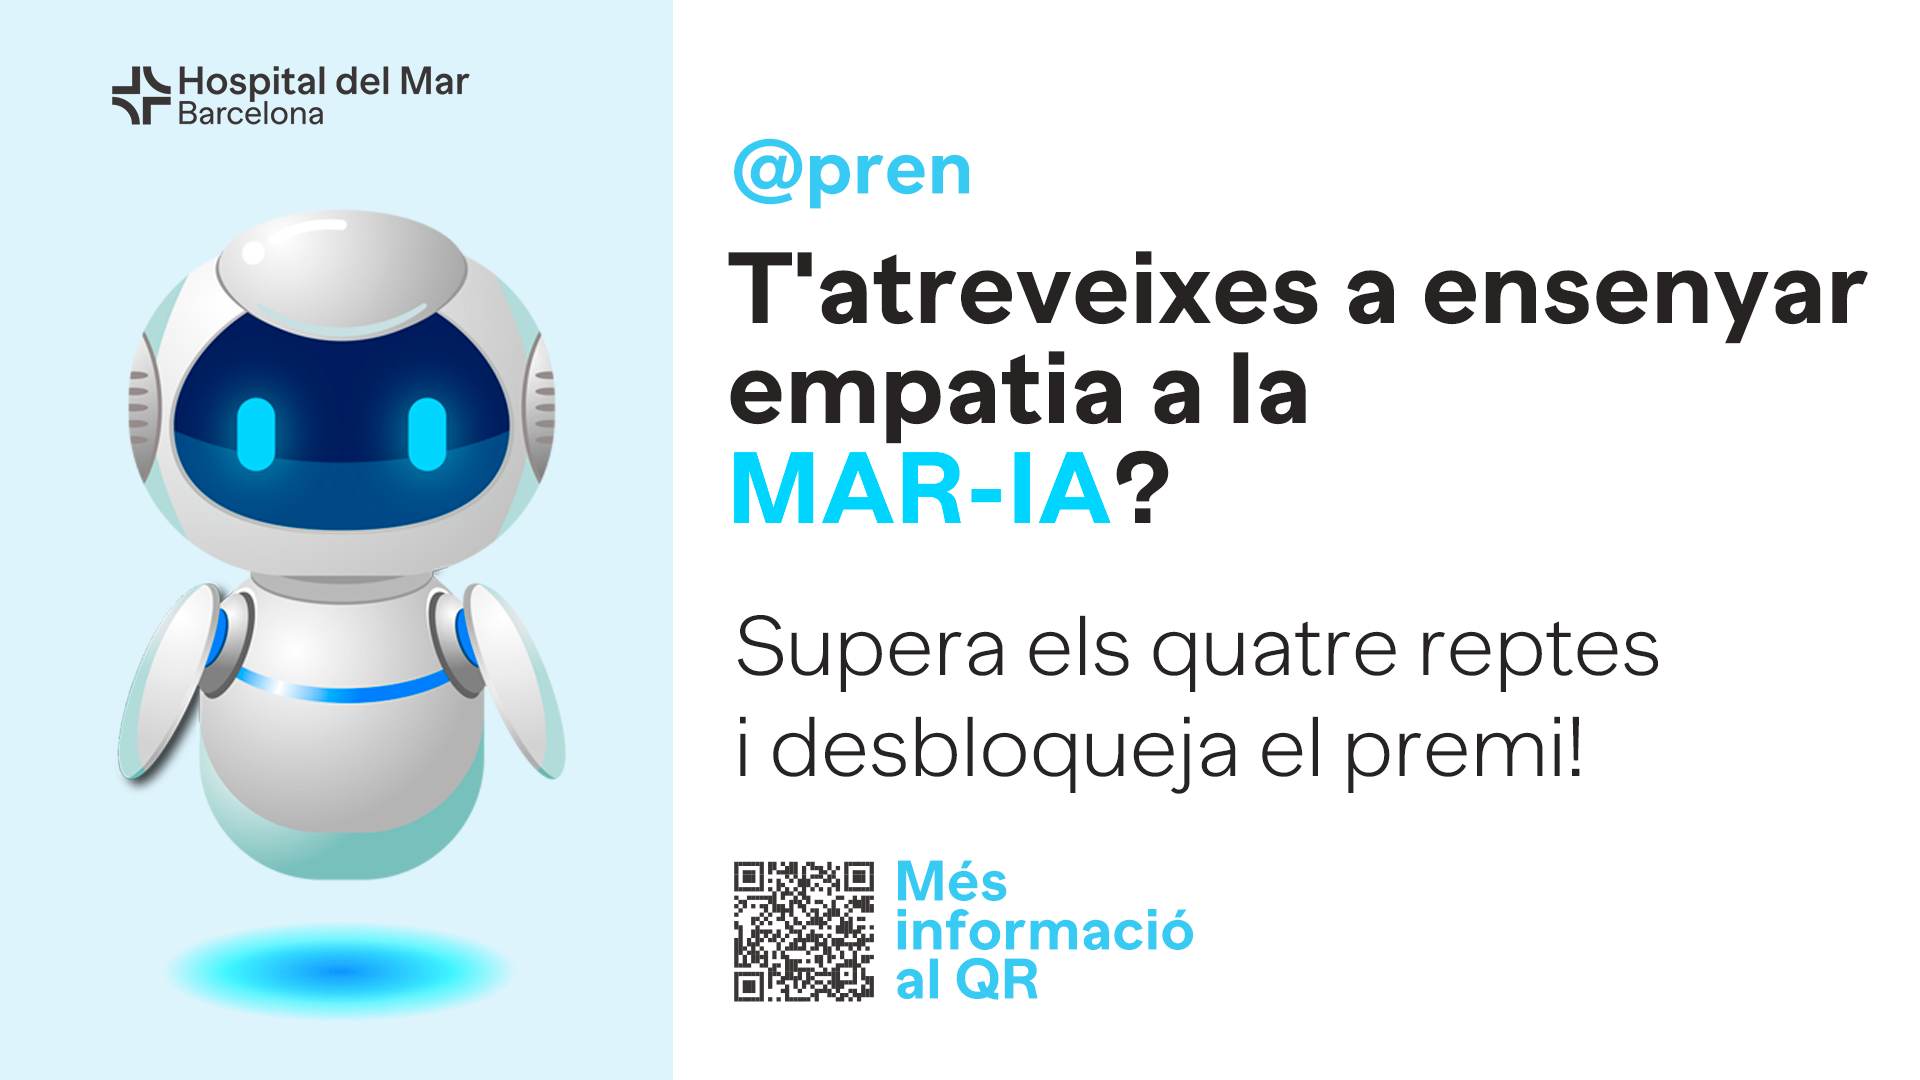 Hospital del Mar
Barcelona
@pren
T'atreveixes a ensenyar
empatia a la
MAR-IA?
Supera els quatre reptes
i desbloqueja el premi!
Més
informació
al QR